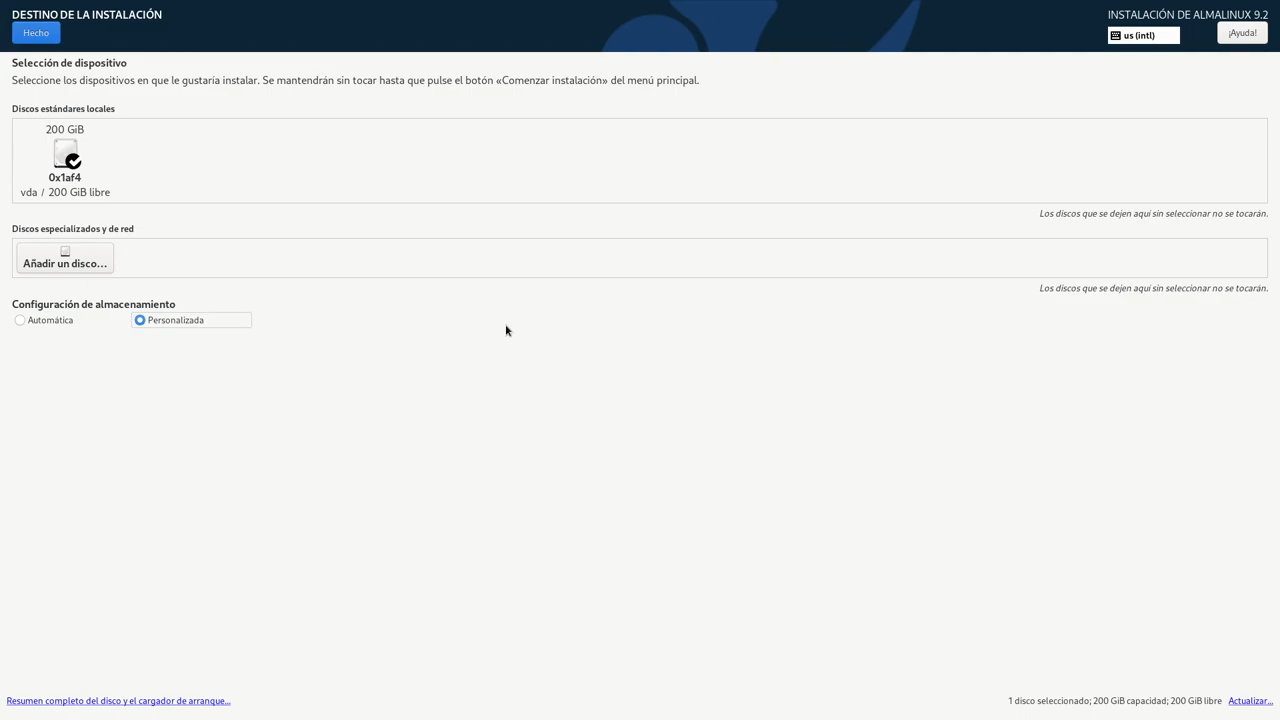 DESTINO DE LA INSTALACIÓN
INSTALACIÓN DE ALMALINUX 9.2
Hecho
us (intl)
¡Ayuda!
Selección de dispositivo
Seleccione los dispositivos en que le gustaría instalar. Se mantendrán sin tocar hasta que pulse el botón «Comenzar instalación» del menú principal.
Discos estándares locales
200 GiB
0x1af4
vda / 200 GiB libre
Los discos que se dejen aquí sin seleccionar no se tocarán.
Discos especializados y de red
Añadir un disco...
Los discos que se dejen aquí sin seleccionar no se tocarán.
Configuración de almacenamiento
Automática
Personalizada
Resumen completo del disco y el cargador de arranque...
1 disco seleccionado; 200 GiB capacidad; 200 GiB libre
Actualizar...